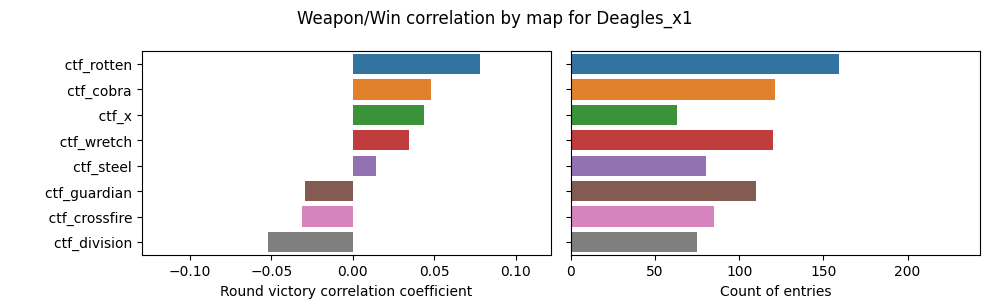 Weapon/Win correlation by map for Deagles_x1
ctf_rotten
ctf_cobra
ctf_x
ctf_wretch
ctf_steel
ctf_guardian
ctf_crossfire
ctf_division
−0.10 −0.05 0.00 0.05 0.10
Round victory correlation coefficient
0 50 100 150 200
Count of entries